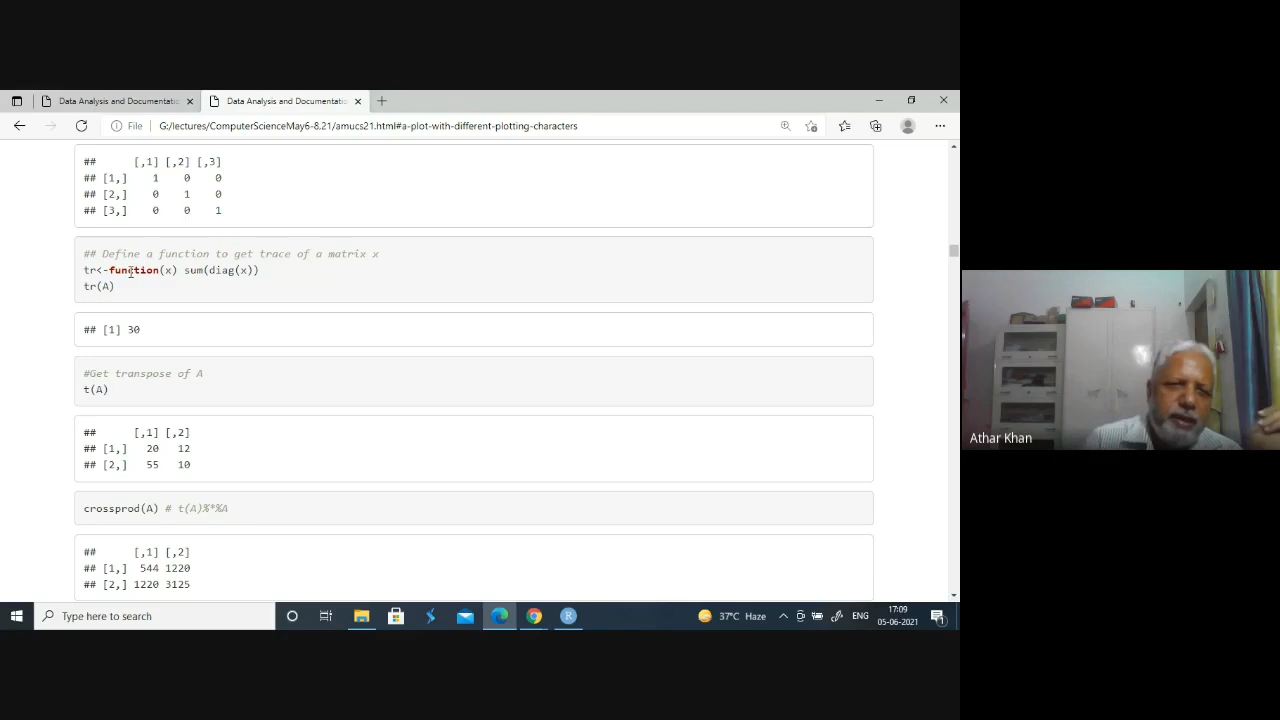 Data Analysis and Documentatio
Data Analysis and Documentatio
File
G:/lectures/ComputerScienceMay6-8.21/amucs21.html#a-plot-with-different-plotting-characters
## [,1] [,2] [,3]
## [1,] 1 0 0
## [2,] 0 1 0
## [3,] 0 0 1
## Define a function to get trace of a matrix x
tr<-function(x) sum(diag(x))
tr(A)
## [1] 30
#Get transpose of A
t(A)
## [,1] [,2]
## [1,] 20 12
## [2,] 55 10
crossprod(A) # t(A)%*%A
## [,1] [,2]
## [1,] 544 1220
## [2,] 1220 3125
Athar Khan
Type here to search
R
37°C Haze
ENG
17:09
05-06-2021
1